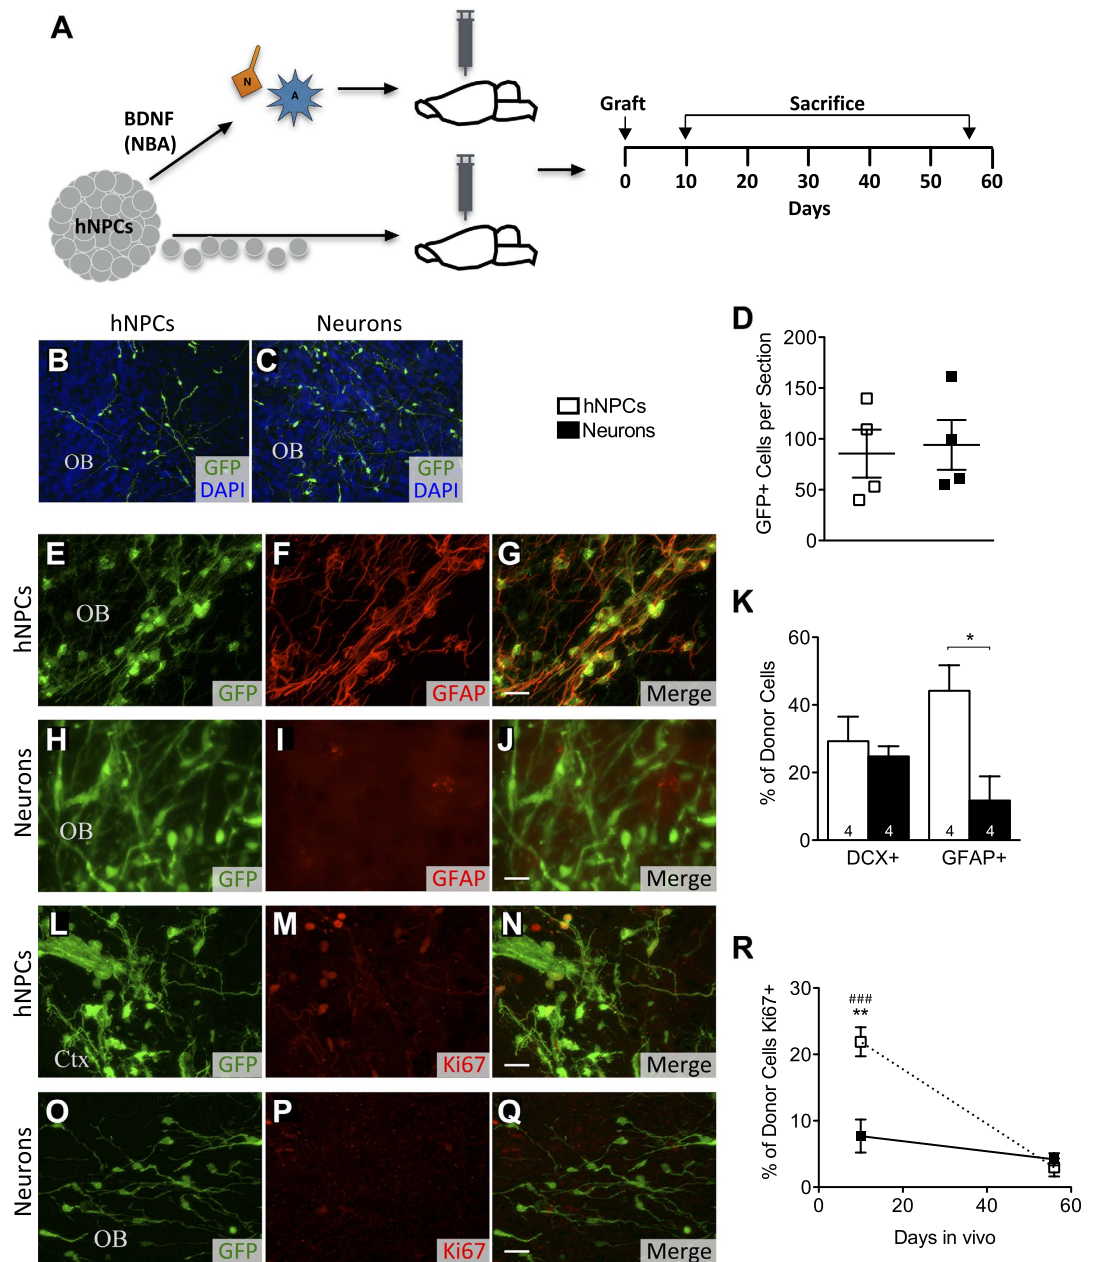 A
BDNF
(NBA)
N
A
hNPCs
Graft
Sacrifice
0 10 20 30 40 50 60
Days
hNPCs
Neurons
B
OB
GFP
DAPI
C
OB
GFP
DAPI
hNPCs
Neurons
D
GFP+ Cells per Section
200
150
100
50
0
hNPCs
E
OB
GFP
F
GFAP
G
Merge
Neurons
H
OB
GFP
I
GFAP
J
Merge
K
% of Donor Cells
60
40
20
0
*
4 4 4 4
DCX+ GFAP+
hNPCs
L
Ctx
GFP
M
Ki67
N
Merge
Neurons
O
OB
GFP
P
Ki67
Q
Merge
R
% of Donor Cells Ki67+
30
20
10
0
###
**
0 20 40 60
Days in vivo